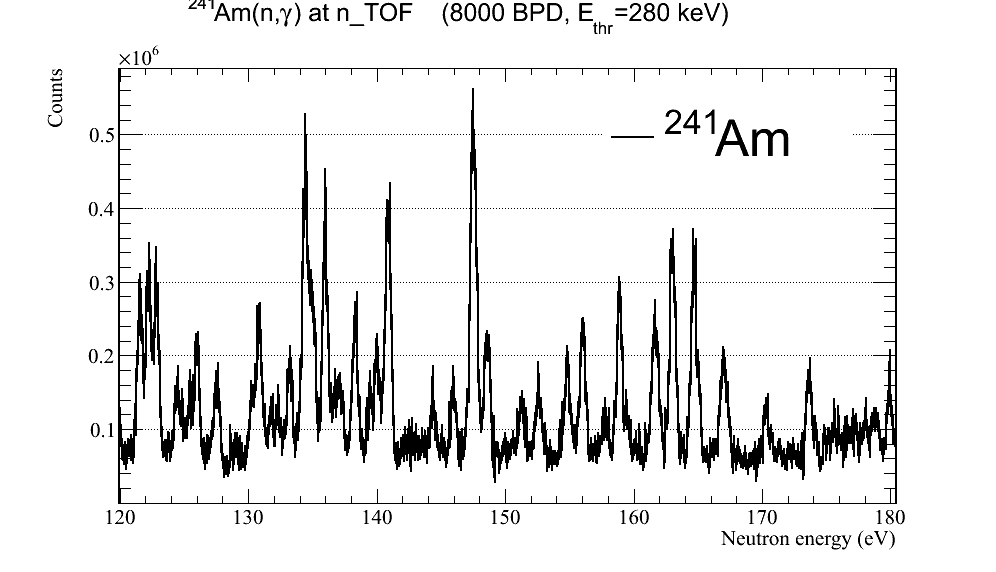 ²⁴¹Am(n,γ) at n_TOF (8000 BPD, Eₜₕᵣ=280 keV)
×10⁶
Counts
²⁴¹Am
0.5
0.4
0.3
0.2
0.1
120 130 140 150 160 170 180
Neutron energy (eV)